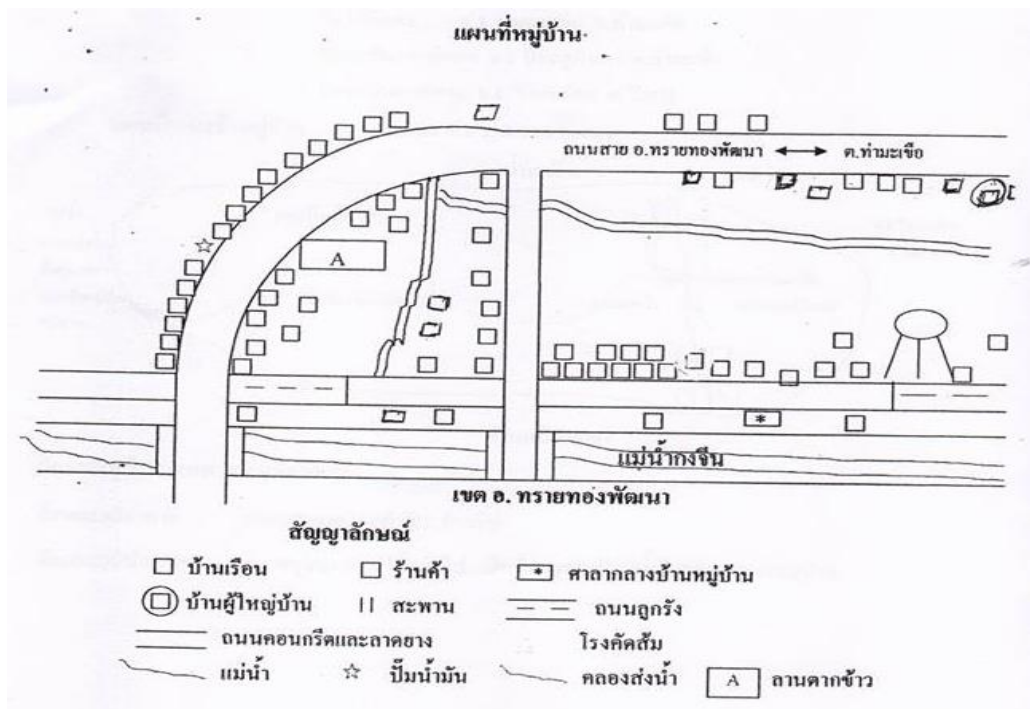 แผนที่หมู่บ้าน
ถนนสาย อ.ทรายทองพัฒนา ต.ท่ามะเขือ
A
*
แม่น้ำกงจีน
เขต อ. ทรายทองพัฒนา
สัญญาลักษณ์
บ้านเรือน ร้านค้า * ศาลากลางบ้านหมู่บ้าน
บ้านผู้ใหญ่บ้าน สะพาน ถนนลูกรัง
ถนนคอนกรีตและลาดยาง โรงคัดส้ม
แม่น้ำ ปั๊มน้ำมัน คลองส่งน้ำ A ลานตากข้าว